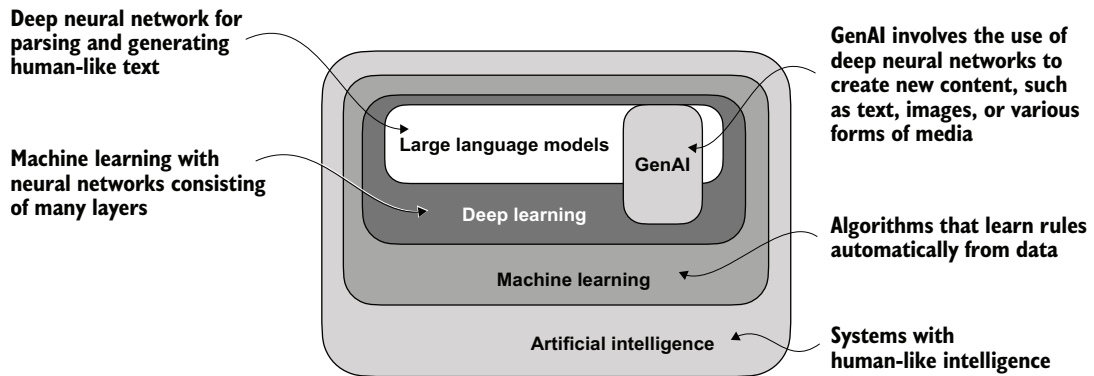 Deep neural network for
parsing and generating
human-like text
Machine learning with
neural networks consisting
of many layers
Large language models
GenAI
Deep learning
Machine learning
Artificial intelligence
GenAI involves the use of
deep neural networks to
create new content, such
as text, images, or various
forms of media
Algorithms that learn rules
automatically from data
Systems with
human-like intelligence